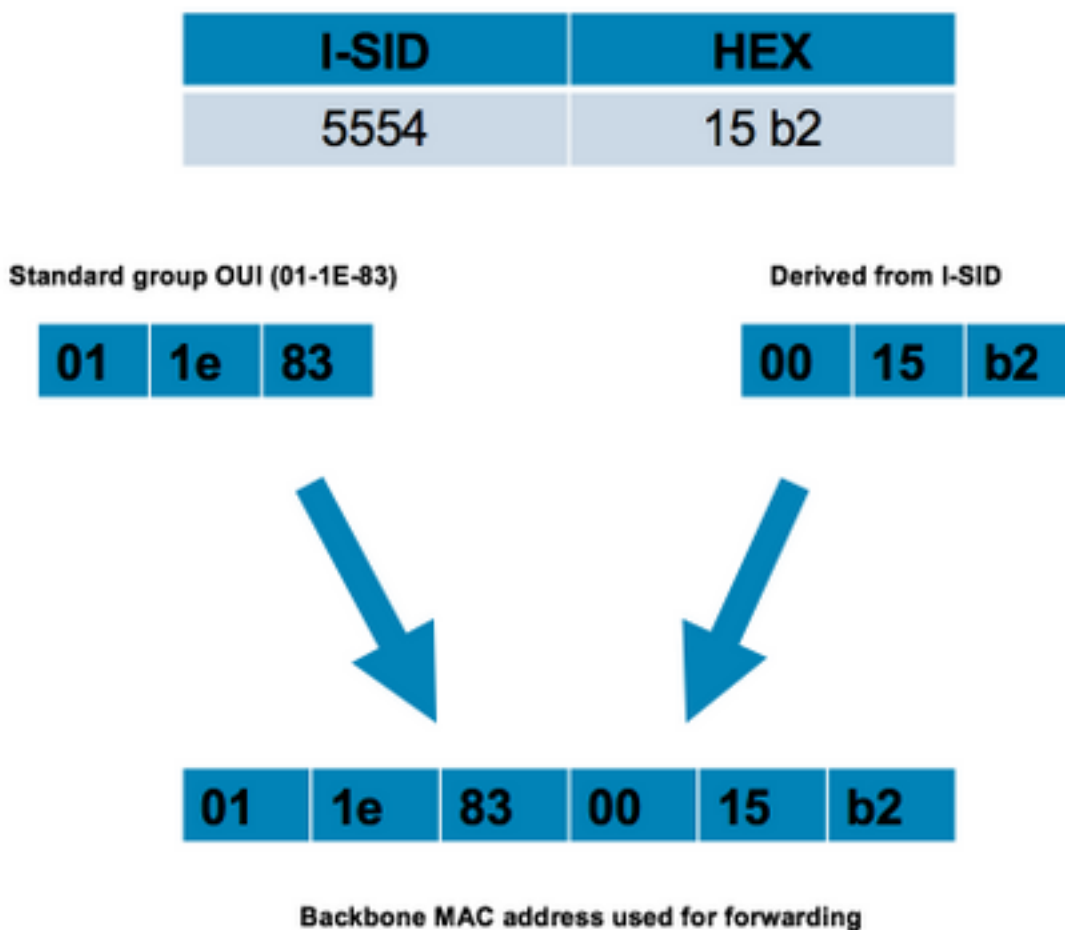 I-SID HEX
5554 15 b2
Standard group OUI (01-1E-83) Derived from I-SID
01 1e 83 00 15 b2
01 1e 83 00 15 b2
Backbone MAC address used for forwarding